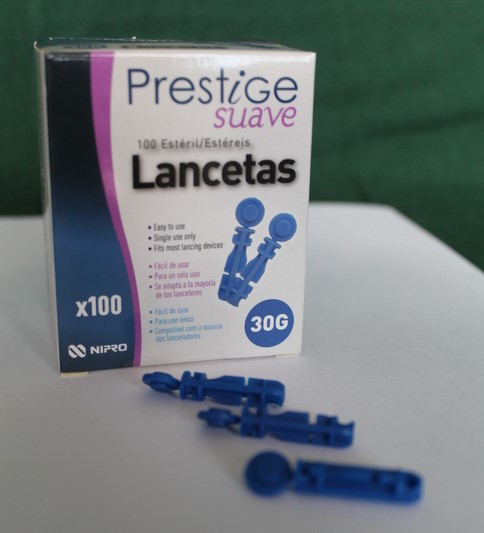 Prestige
suave
100 Estéril/Estéreis
Lancetas
• Easy to use
• Single use only
• Fits most lancing devices
• Fácil de usar
• Para un solo uso
• Se adapta a la mayoría
de los lanceteros
• Fácil de usar
• Para uso único
• Compatível com a maioria
dos lancetadores
x100
30G
NIPRO